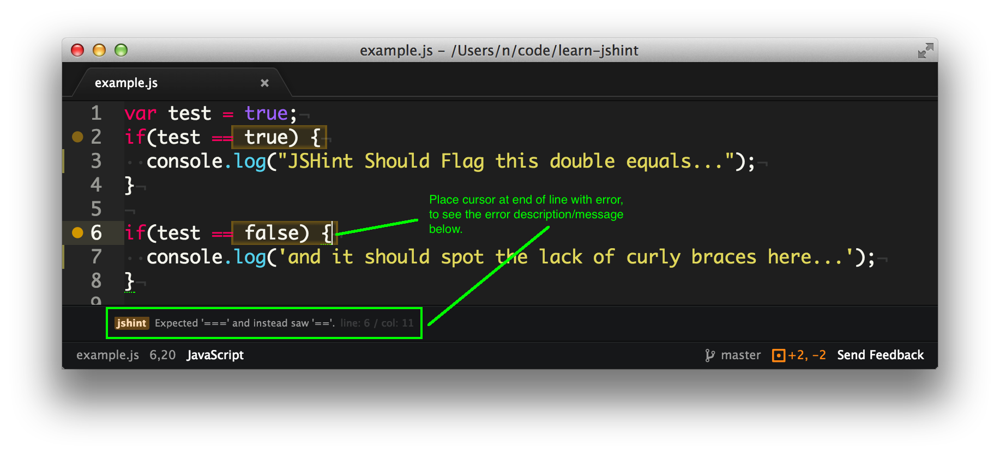 example.js – /Users/n/code/learn-jshint
example.js
1 var test = true;¬
2 if(test == true) {¬
3 ··console.log("JSHint Should Flag this double equals...");¬
4 }¬
5 ¬
6 if(test == false) {¬
7 ··console.log('and it should spot the lack of curly braces here...');¬
8 }¬
9
Place cursor at end of line with error,
to see the error description/message
below.
jshint Expected '===' and instead saw '=='. line: 6 / col: 11
example.js 6,20 JavaScript master +2, -2 Send Feedback